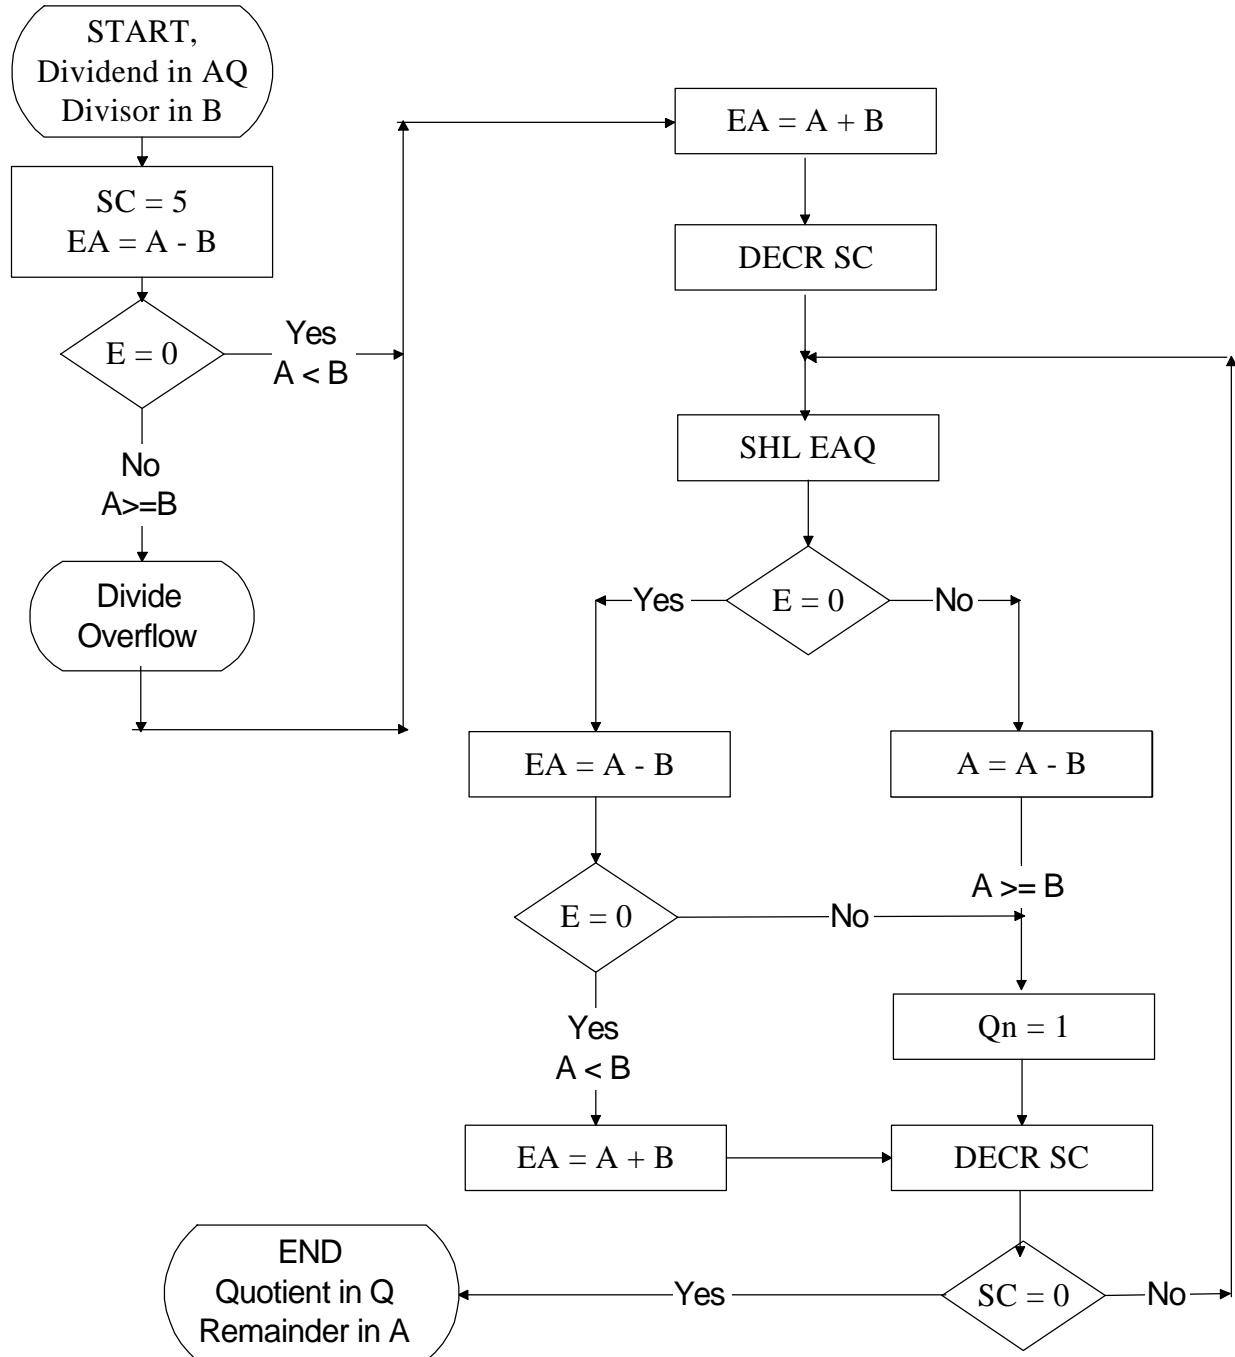 START,
Dividend in AQ
Divisor in B
SC = 5
EA = A - B
E = 0
Yes
A < B
No
A>=B
Divide
Overflow
EA = A + B
DECR SC
SHL EAQ
Yes
E = 0
No
EA = A - B
A = A - B
A >= B
E = 0
No
Yes
A < B
Qn = 1
EA = A + B
DECR SC
END
Quotient in Q
Remainder in A
Yes
SC = 0
No